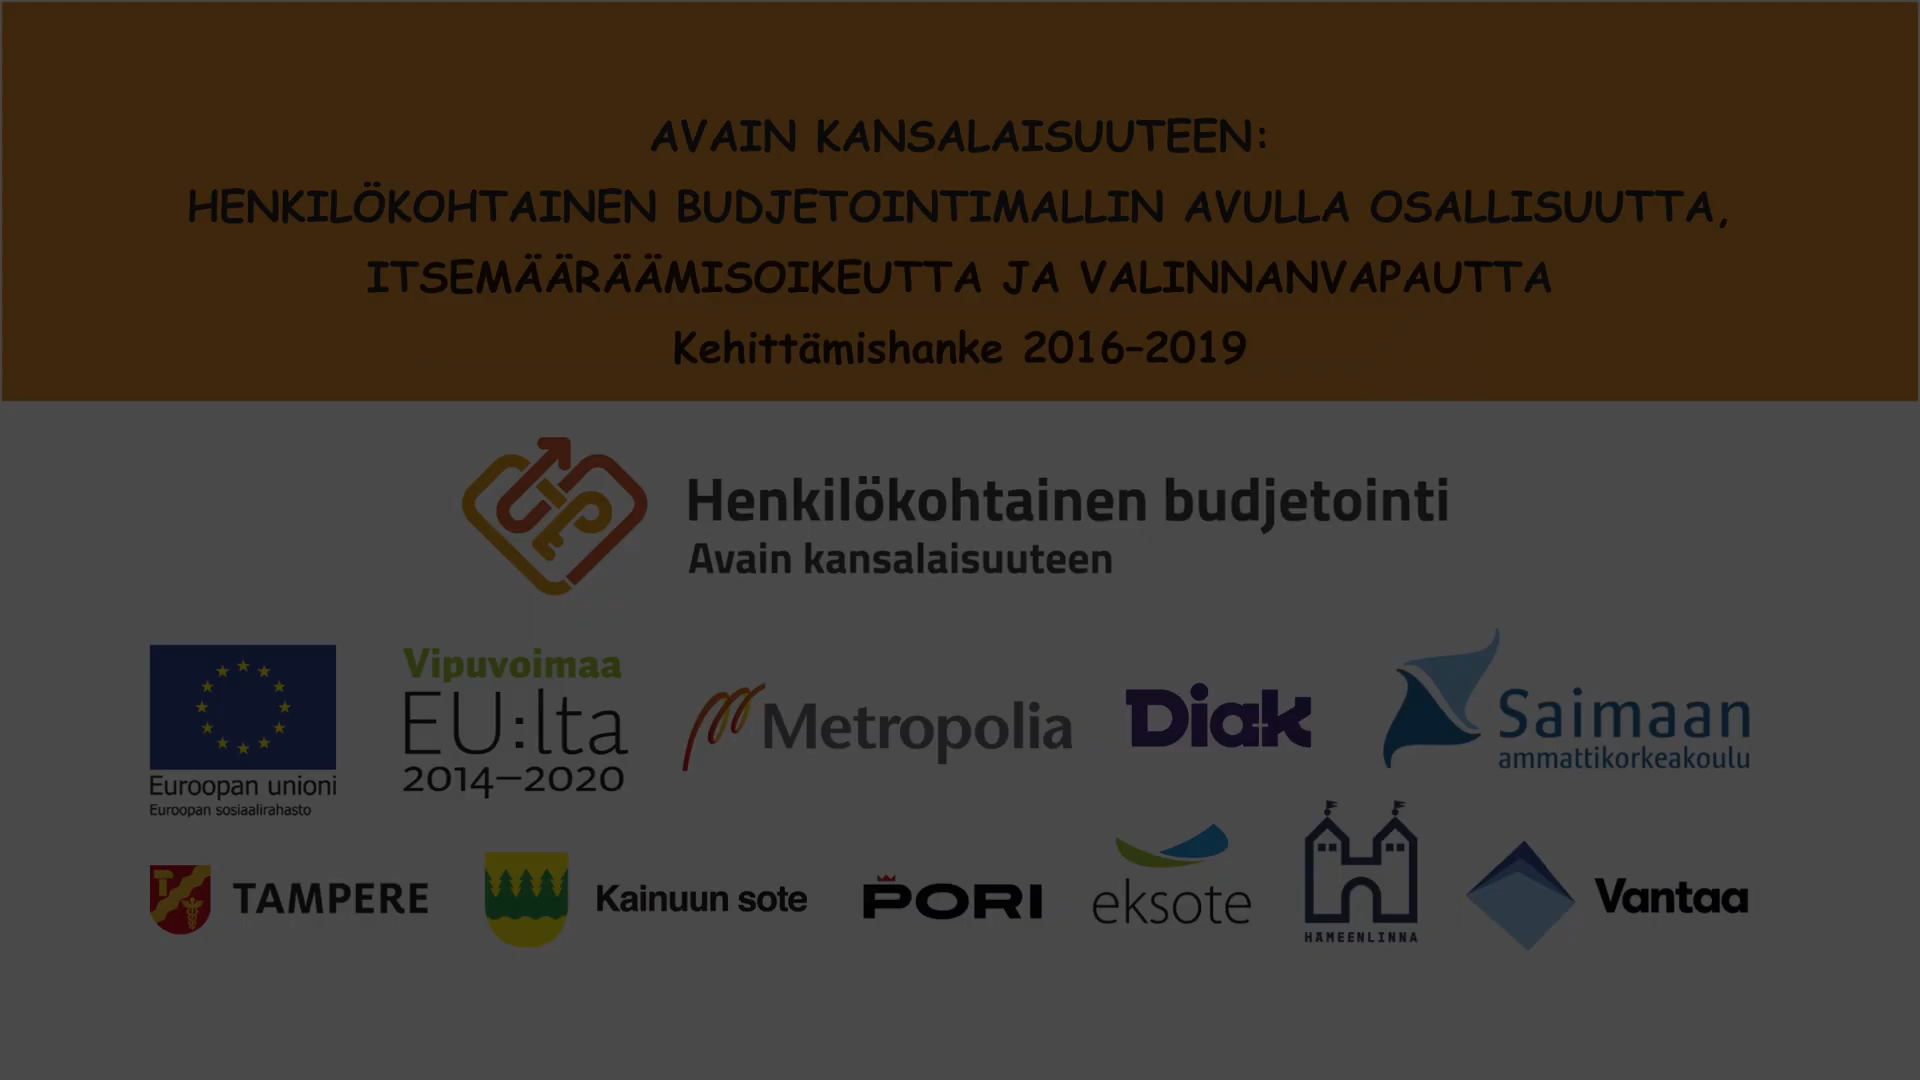 AVAIN KANSALAISUUTEEN:
HENKILÖKOHTAINEN BUDJETOINTIMALLIN AVULLA OSALLISUUTTA,
ITSEMÄÄRÄÄMISOIKEUTTA JA VALINNANVAPAUTTA
Kehittämishanke 2016–2019
Henkilökohtainen budjetointi
Avain kansalaisuuteen
Euroopan unioni
Euroopan sosiaalirahasto
Vipuvoimaa
EU:lta
2014–2020
Metropolia
Diak
Saimaan
ammattikorkeakoulu
TAMPERE
Kainuun sote
PORI
eksote
HÄMEENLINNA
Vantaa